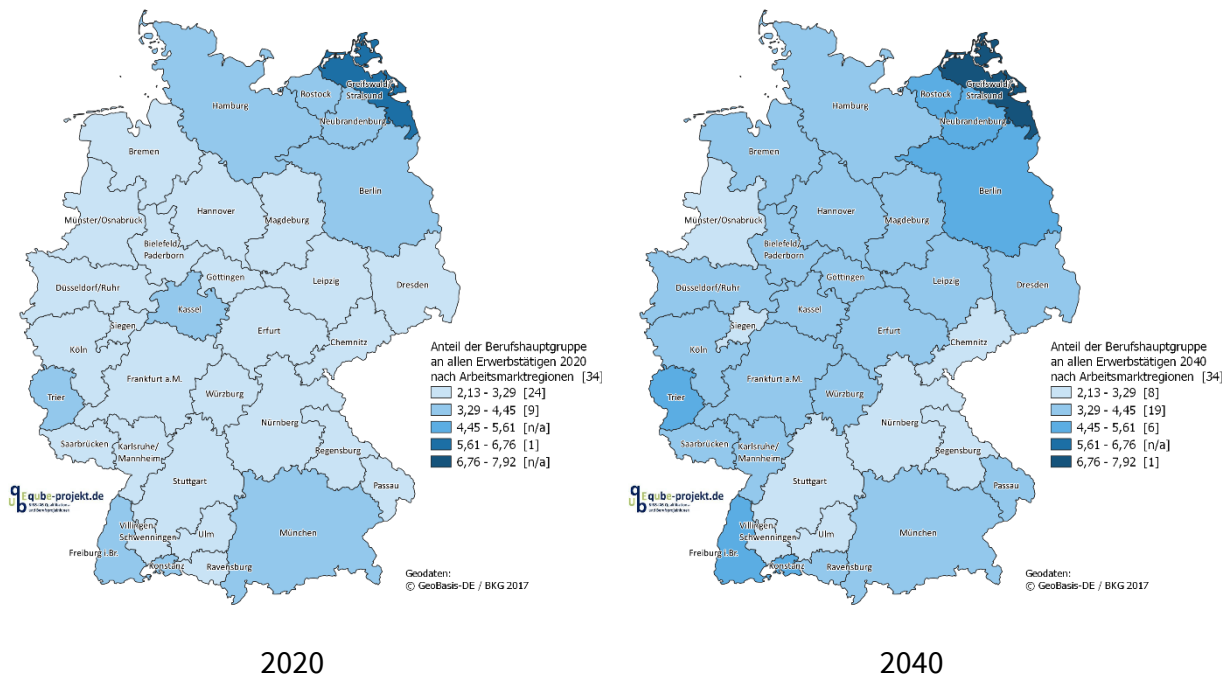 Hamburg
Rostock
Greifswald/
Stralsund
Neubrandenburg
Bremen
Berlin
Münster/Osnabrück
Hannover
Magdeburg
Bielefeld/
Paderborn
Göttingen
Leipzig
Dresden
Düsseldorf/Ruhr
Kassel
Siegen
Köln
Erfurt
Chemnitz
Frankfurt a.M.
Trier
Würzburg
Nürnberg
Saarbrücken
Karlsruhe/
Mannheim
Regensburg
Stuttgart
Passau
Villingen-
Schwenningen
Ulm
München
Freiburg i.Br.
Konstanz
Ravensburg
Anteil der Berufshauptgruppe
an allen Erwerbstätigen 2020
nach Arbeitsmarktregionen [34]
2,13 - 3,29 [24]
3,29 - 4,45 [9]
4,45 - 5,61 [n/a]
5,61 - 6,76 [1]
6,76 - 7,92 [n/a]
qube-projekt.de
Geodaten:
© GeoBasis-DE / BKG 2017
2020
Hamburg
Rostock
Greifswald/
Stralsund
Neubrandenburg
Bremen
Berlin
Münster/Osnabrück
Hannover
Magdeburg
Bielefeld/
Paderborn
Göttingen
Leipzig
Dresden
Düsseldorf/Ruhr
Kassel
Siegen
Köln
Erfurt
Chemnitz
Frankfurt a.M.
Trier
Würzburg
Nürnberg
Saarbrücken
Karlsruhe/
Mannheim
Regensburg
Stuttgart
Passau
Villingen-
Schwenningen
Ulm
München
Freiburg i.Br.
Konstanz
Ravensburg
Anteil der Berufshauptgruppe
an allen Erwerbstätigen 2040
nach Arbeitsmarktregionen [34]
2,13 - 3,29 [8]
3,29 - 4,45 [19]
4,45 - 5,61 [6]
5,61 - 6,76 [n/a]
6,76 - 7,92 [1]
qube-projekt.de
Geodaten:
© GeoBasis-DE / BKG 2017
2040